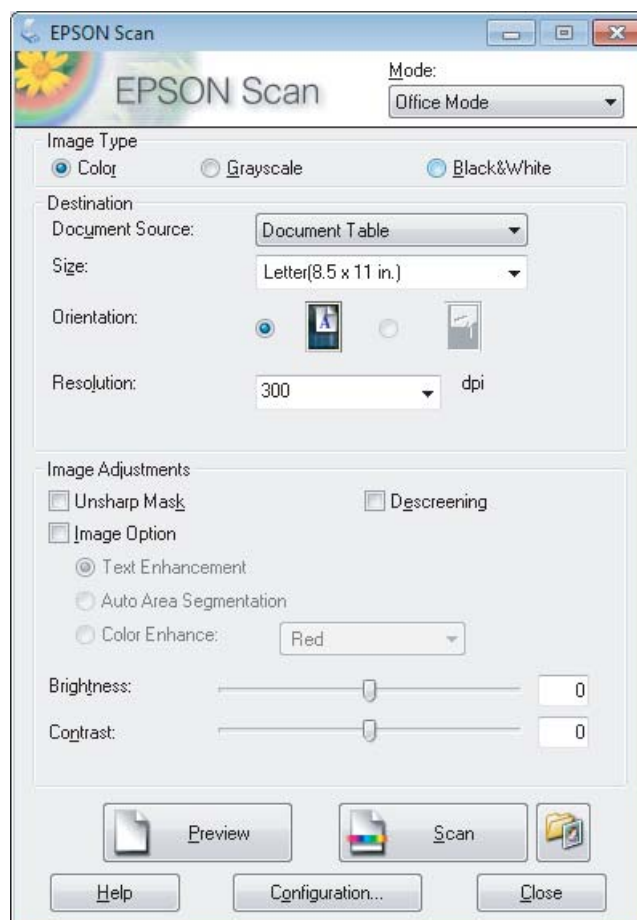 EPSON Scan
EPSON Scan
Mode:
Office Mode
Image Type
Color
Grayscale
Black&White
Destination
Document Source:
Document Table
Size:
Letter(8.5 x 11 in.)
Orientation:
A
Resolution:
300
dpi
Image Adjustments
Unsharp Mask
Descreening
Image Option
Text Enhancement
Auto Area Segmentation
Color Enhance:
Red
Brightness:
0
Contrast:
0
Preview
Scan
Help
Configuration...
Close